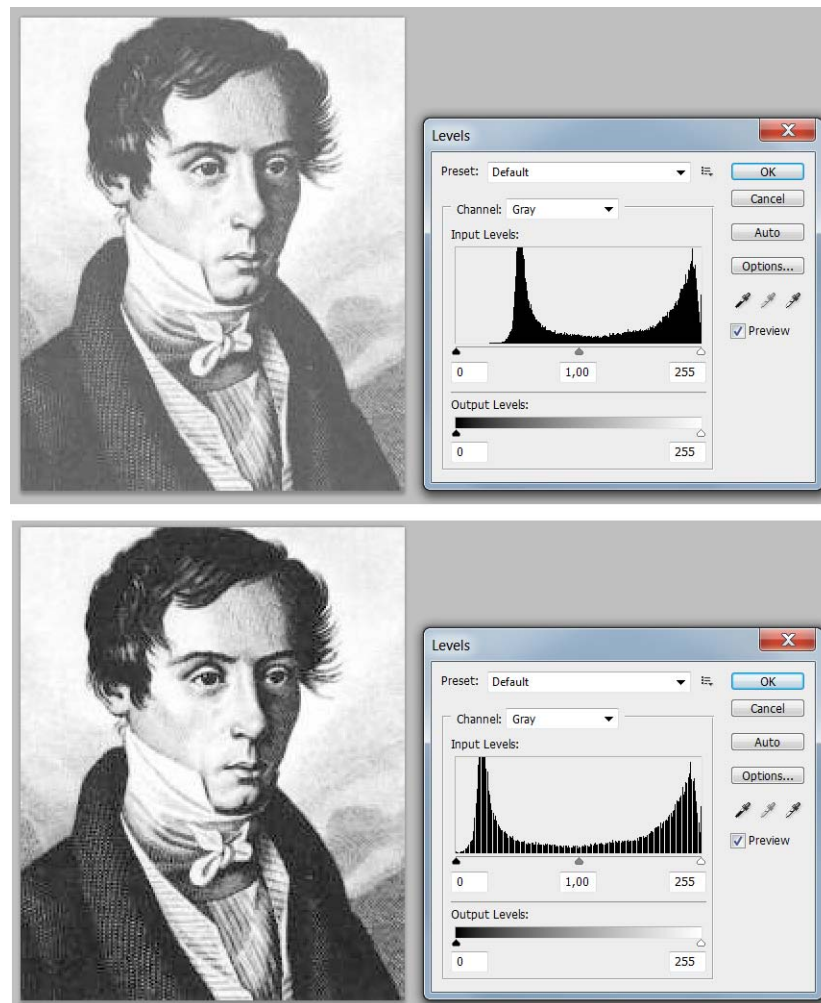 Levels
Preset: Default
OK
Cancel
Channel: Gray
Auto
Input Levels:
Options...
Preview
0 1,00 255
Output Levels:
0 255
Levels
Preset: Default
OK
Cancel
Channel: Gray
Auto
Input Levels:
Options...
Preview
0 1,00 255
Output Levels:
0 255